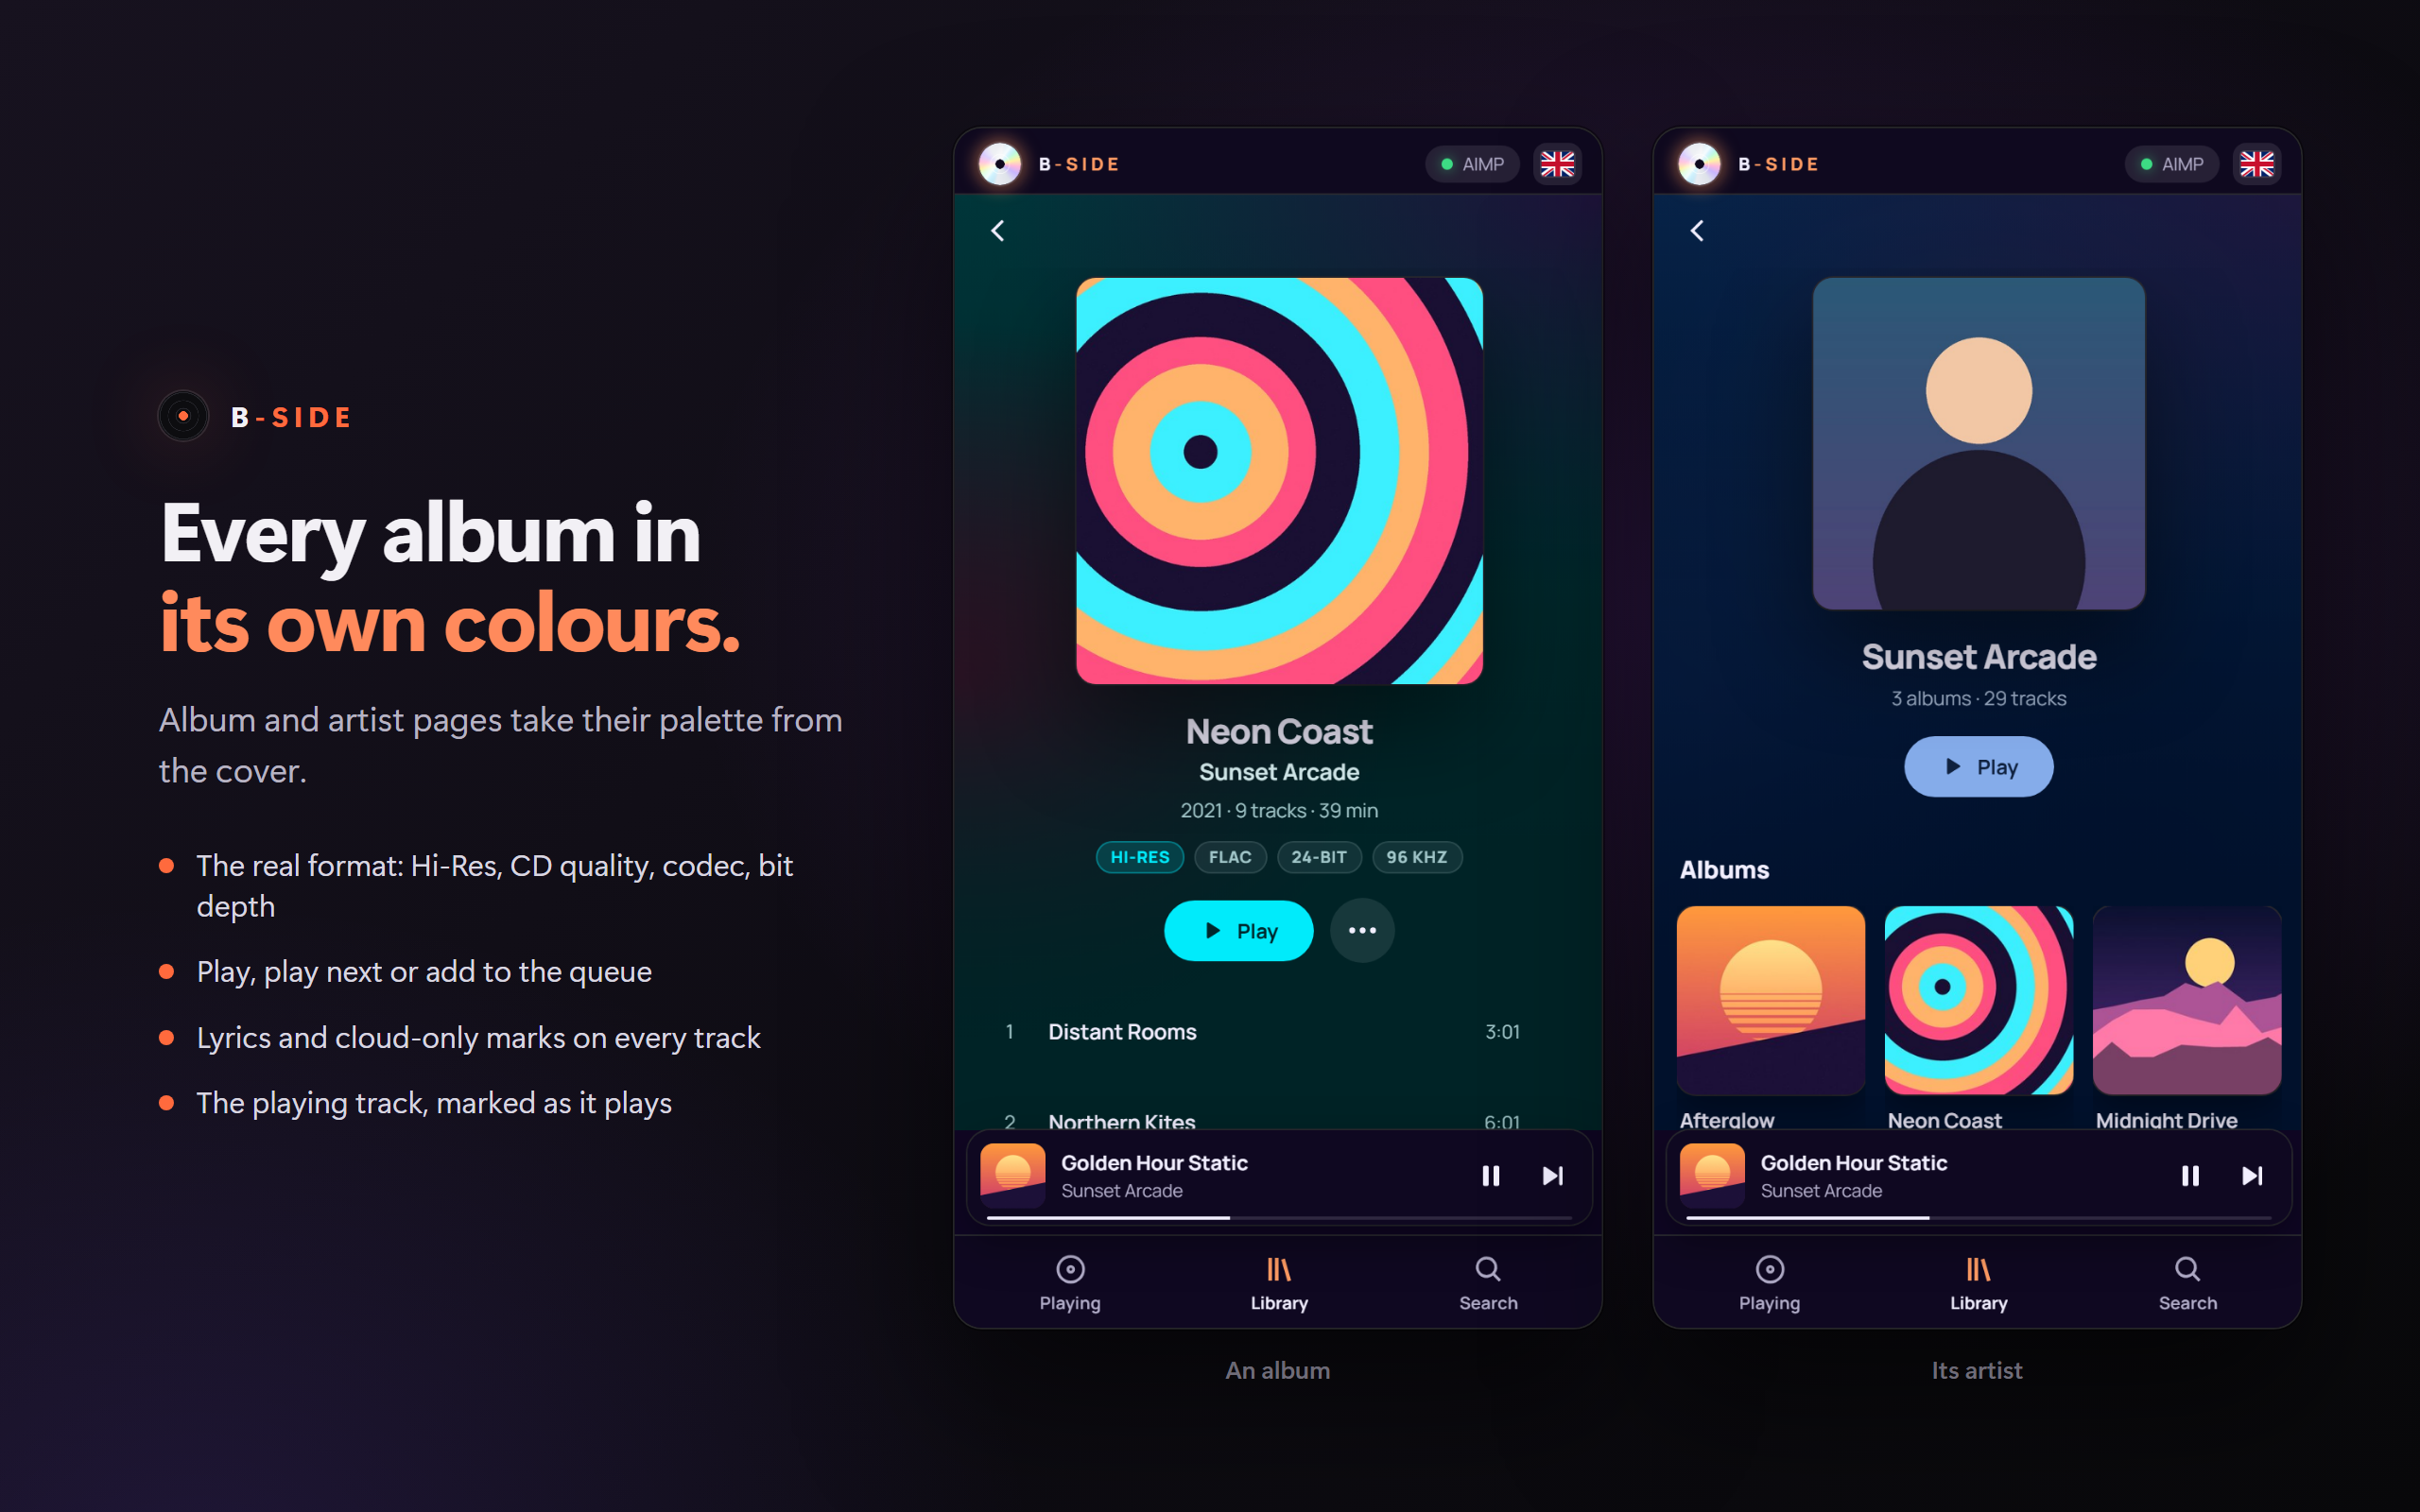 B-SIDE
Every album in
its own colours.
Album and artist pages take their palette from
the cover.
The real format: Hi-Res, CD quality, codec, bit
depth
Play, play next or add to the queue
Lyrics and cloud-only marks on every track
The playing track, marked as it plays
B-SIDE
AIMP
Neon Coast
Sunset Arcade
2021 · 9 tracks · 39 min
HI-RES FLAC 24-BIT 96 KHZ
Play
1 Distant Rooms 3:01
2 Northern Kites 6:01
Golden Hour Static
Sunset Arcade
Playing Library Search
An album
B-SIDE
AIMP
Sunset Arcade
3 albums · 29 tracks
Play
Albums
Afterglow Neon Coast Midnight Drive
Golden Hour Static
Sunset Arcade
Playing Library Search
Its artist